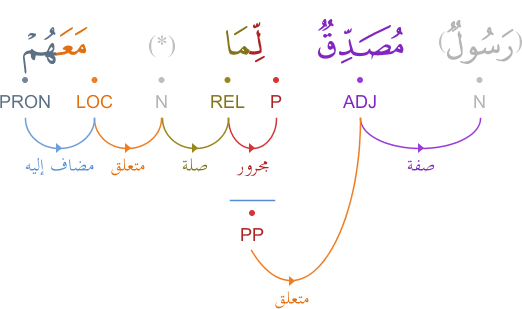 (رَسُولٌ) مُصَدِّقٌ لِّمَا (*) مَعَهُمْ
N ADJ P REL N LOC PRON
صفة مجرور صلة متعلق مضاف إليه
PP
متعلق